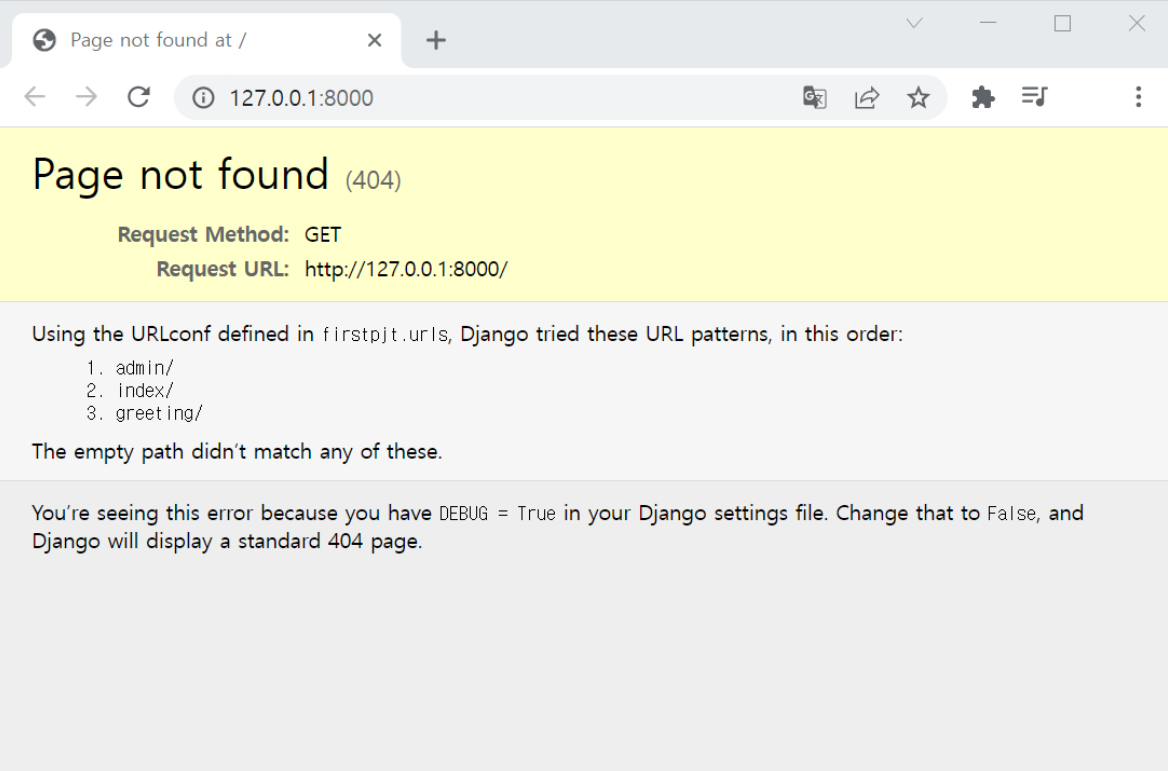 Page not found at /
127.0.0.1:8000
Page not found (404)
Request Method: GET
Request URL: http://127.0.0.1:8000/
Using the URLconf defined in firstpjt.urls, Django tried these URL patterns, in this order:
1. admin/
2. index/
3. greeting/
The empty path didn't match any of these.
You're seeing this error because you have DEBUG = True in your Django settings file. Change that to False, and
Django will display a standard 404 page.